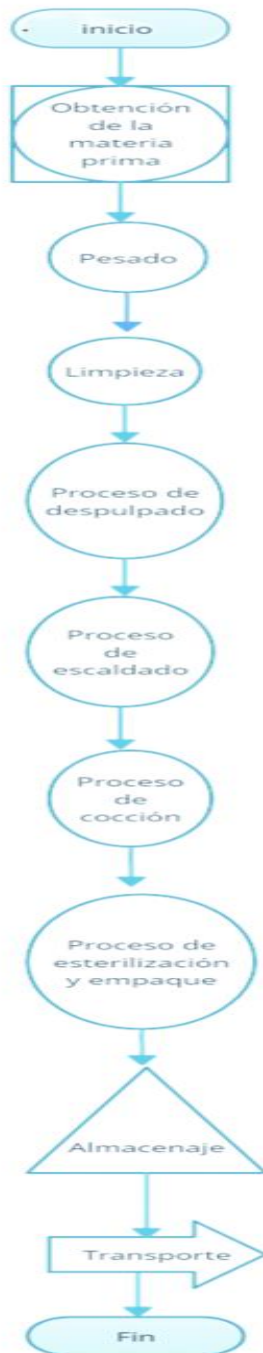 inicio
Obtención
de la
materia
prima
Pesado
Limpieza
Proceso de
despulpado
Proceso
de
escaldado
Proceso
de
cocción
Proceso de
esterilización
y empaque
Almacenaje
Transporte
Fin